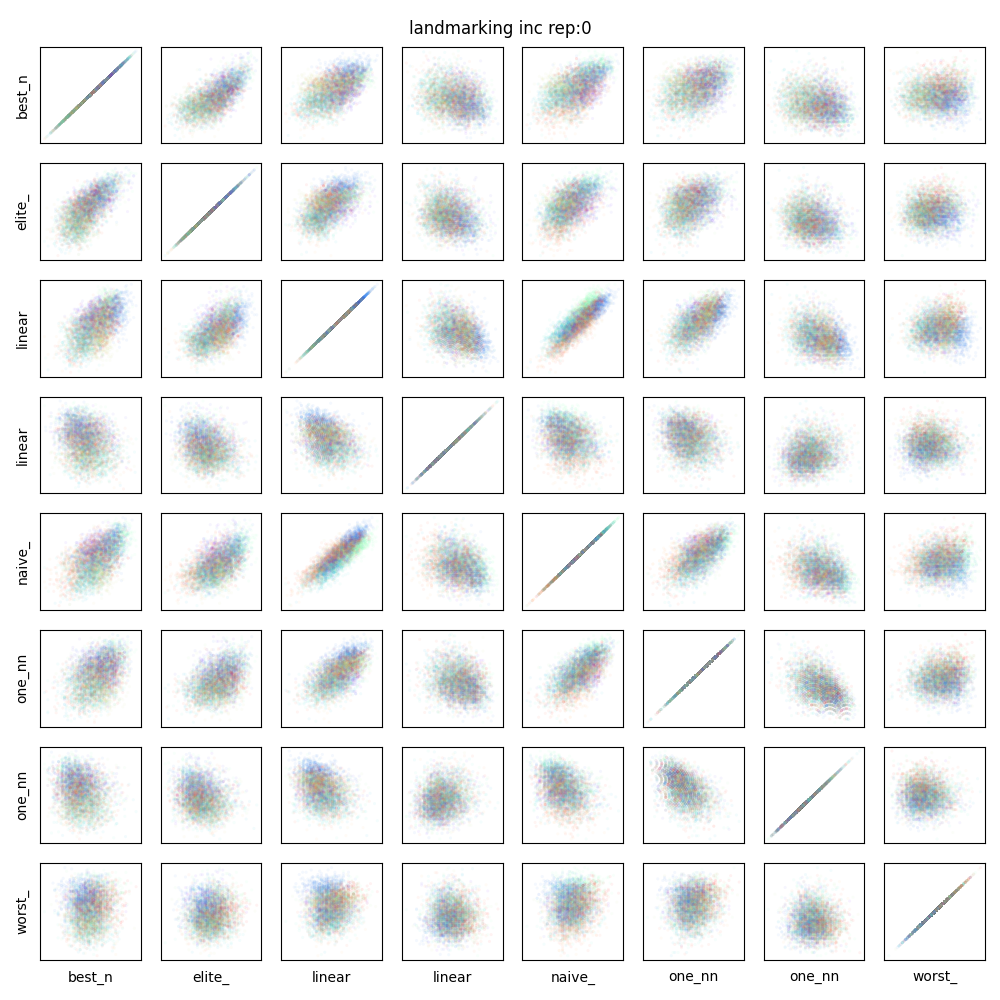 landmarking inc rep:0
best_n
elite_
linear
linear
naive_
one_nn
one_nn
worst_
best_n elite_ linear linear naive_ one_nn one_nn worst_